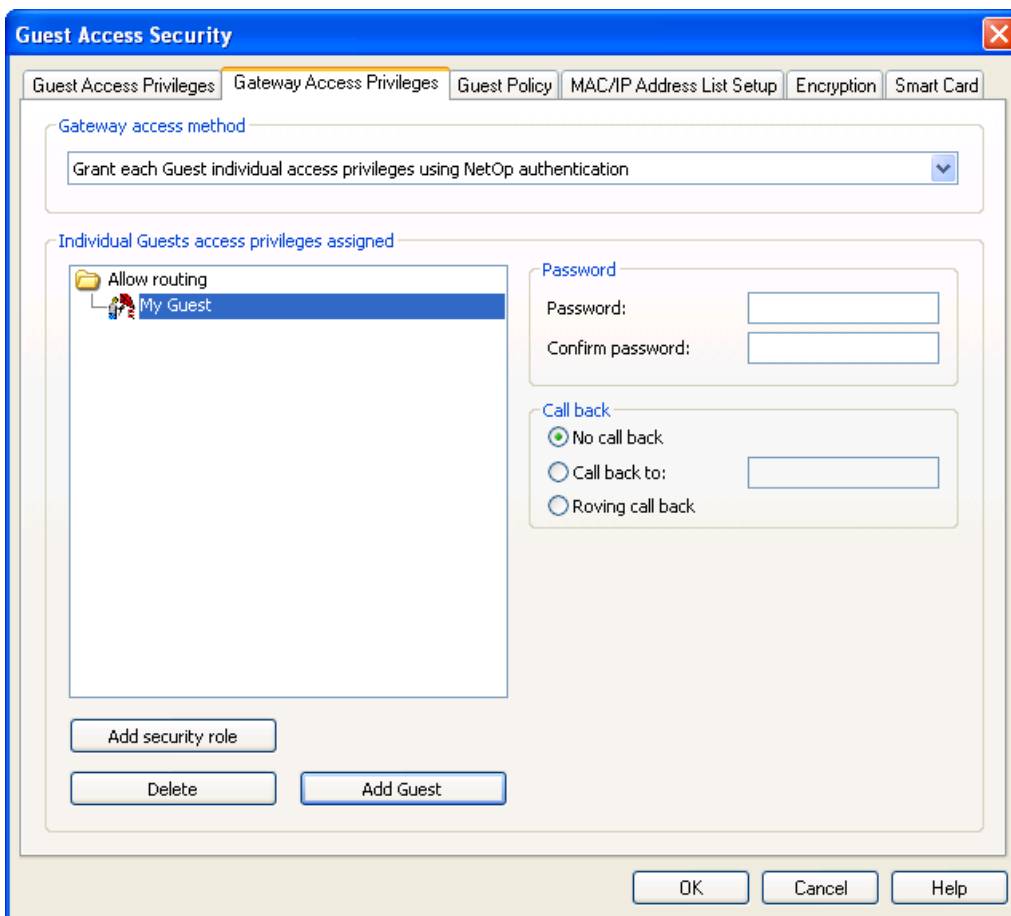 Guest Access Security
Guest Access Privileges Gateway Access Privileges Guest Policy MAC/IP Address List Setup Encryption Smart Card
Gateway access method
Grant each Guest individual access privileges using NetOp authentication
Individual Guests access privileges assigned
Allow routing
My Guest
Password
Password:
Confirm password:
Call back
No call back
Call back to:
Roving call back
Add security role
Delete Add Guest
OK Cancel Help